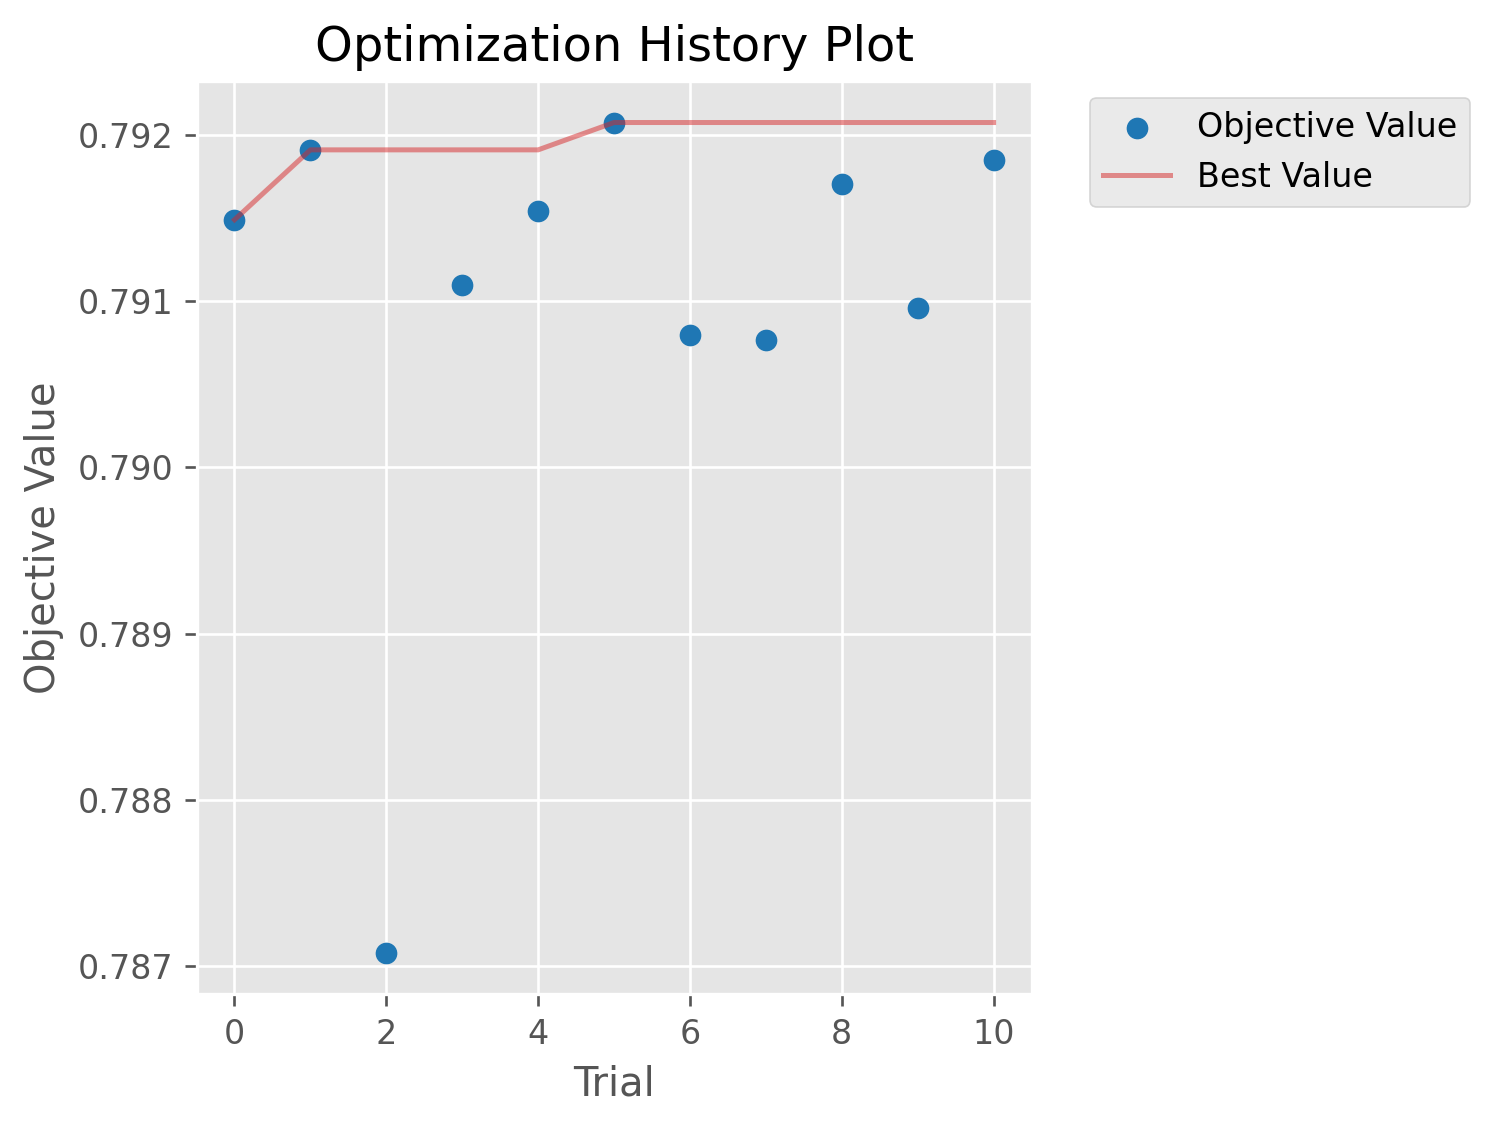 Optimization History Plot
Objective Value
Best Value
0.792
0.791
0.790
0.789
0.788
0.787
Objective Value
0 2 4 6 8 10
Trial